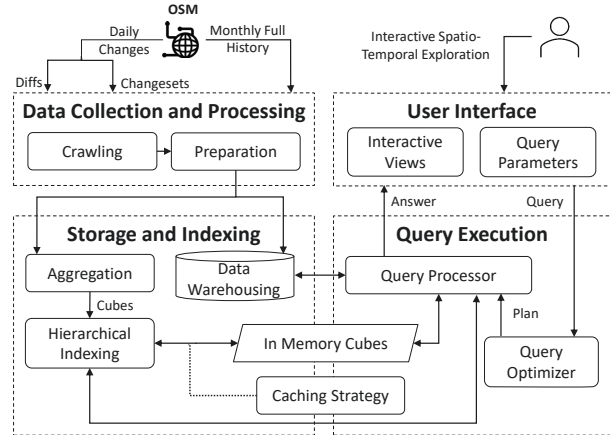 OSM
Daily
Changes
Monthly Full
History
Interactive Spatio-
Temporal Exploration
Diffs
Changesets
Data Collection and Processing
Crawling
Preparation
User Interface
Interactive
Views
Query
Parameters
Answer
Query
Storage and Indexing
Aggregation
Data
Warehousing
Cubes
Hierarchical
Indexing
Query Execution
Query Processor
Plan
In Memory Cubes
Query
Optimizer
Caching Strategy